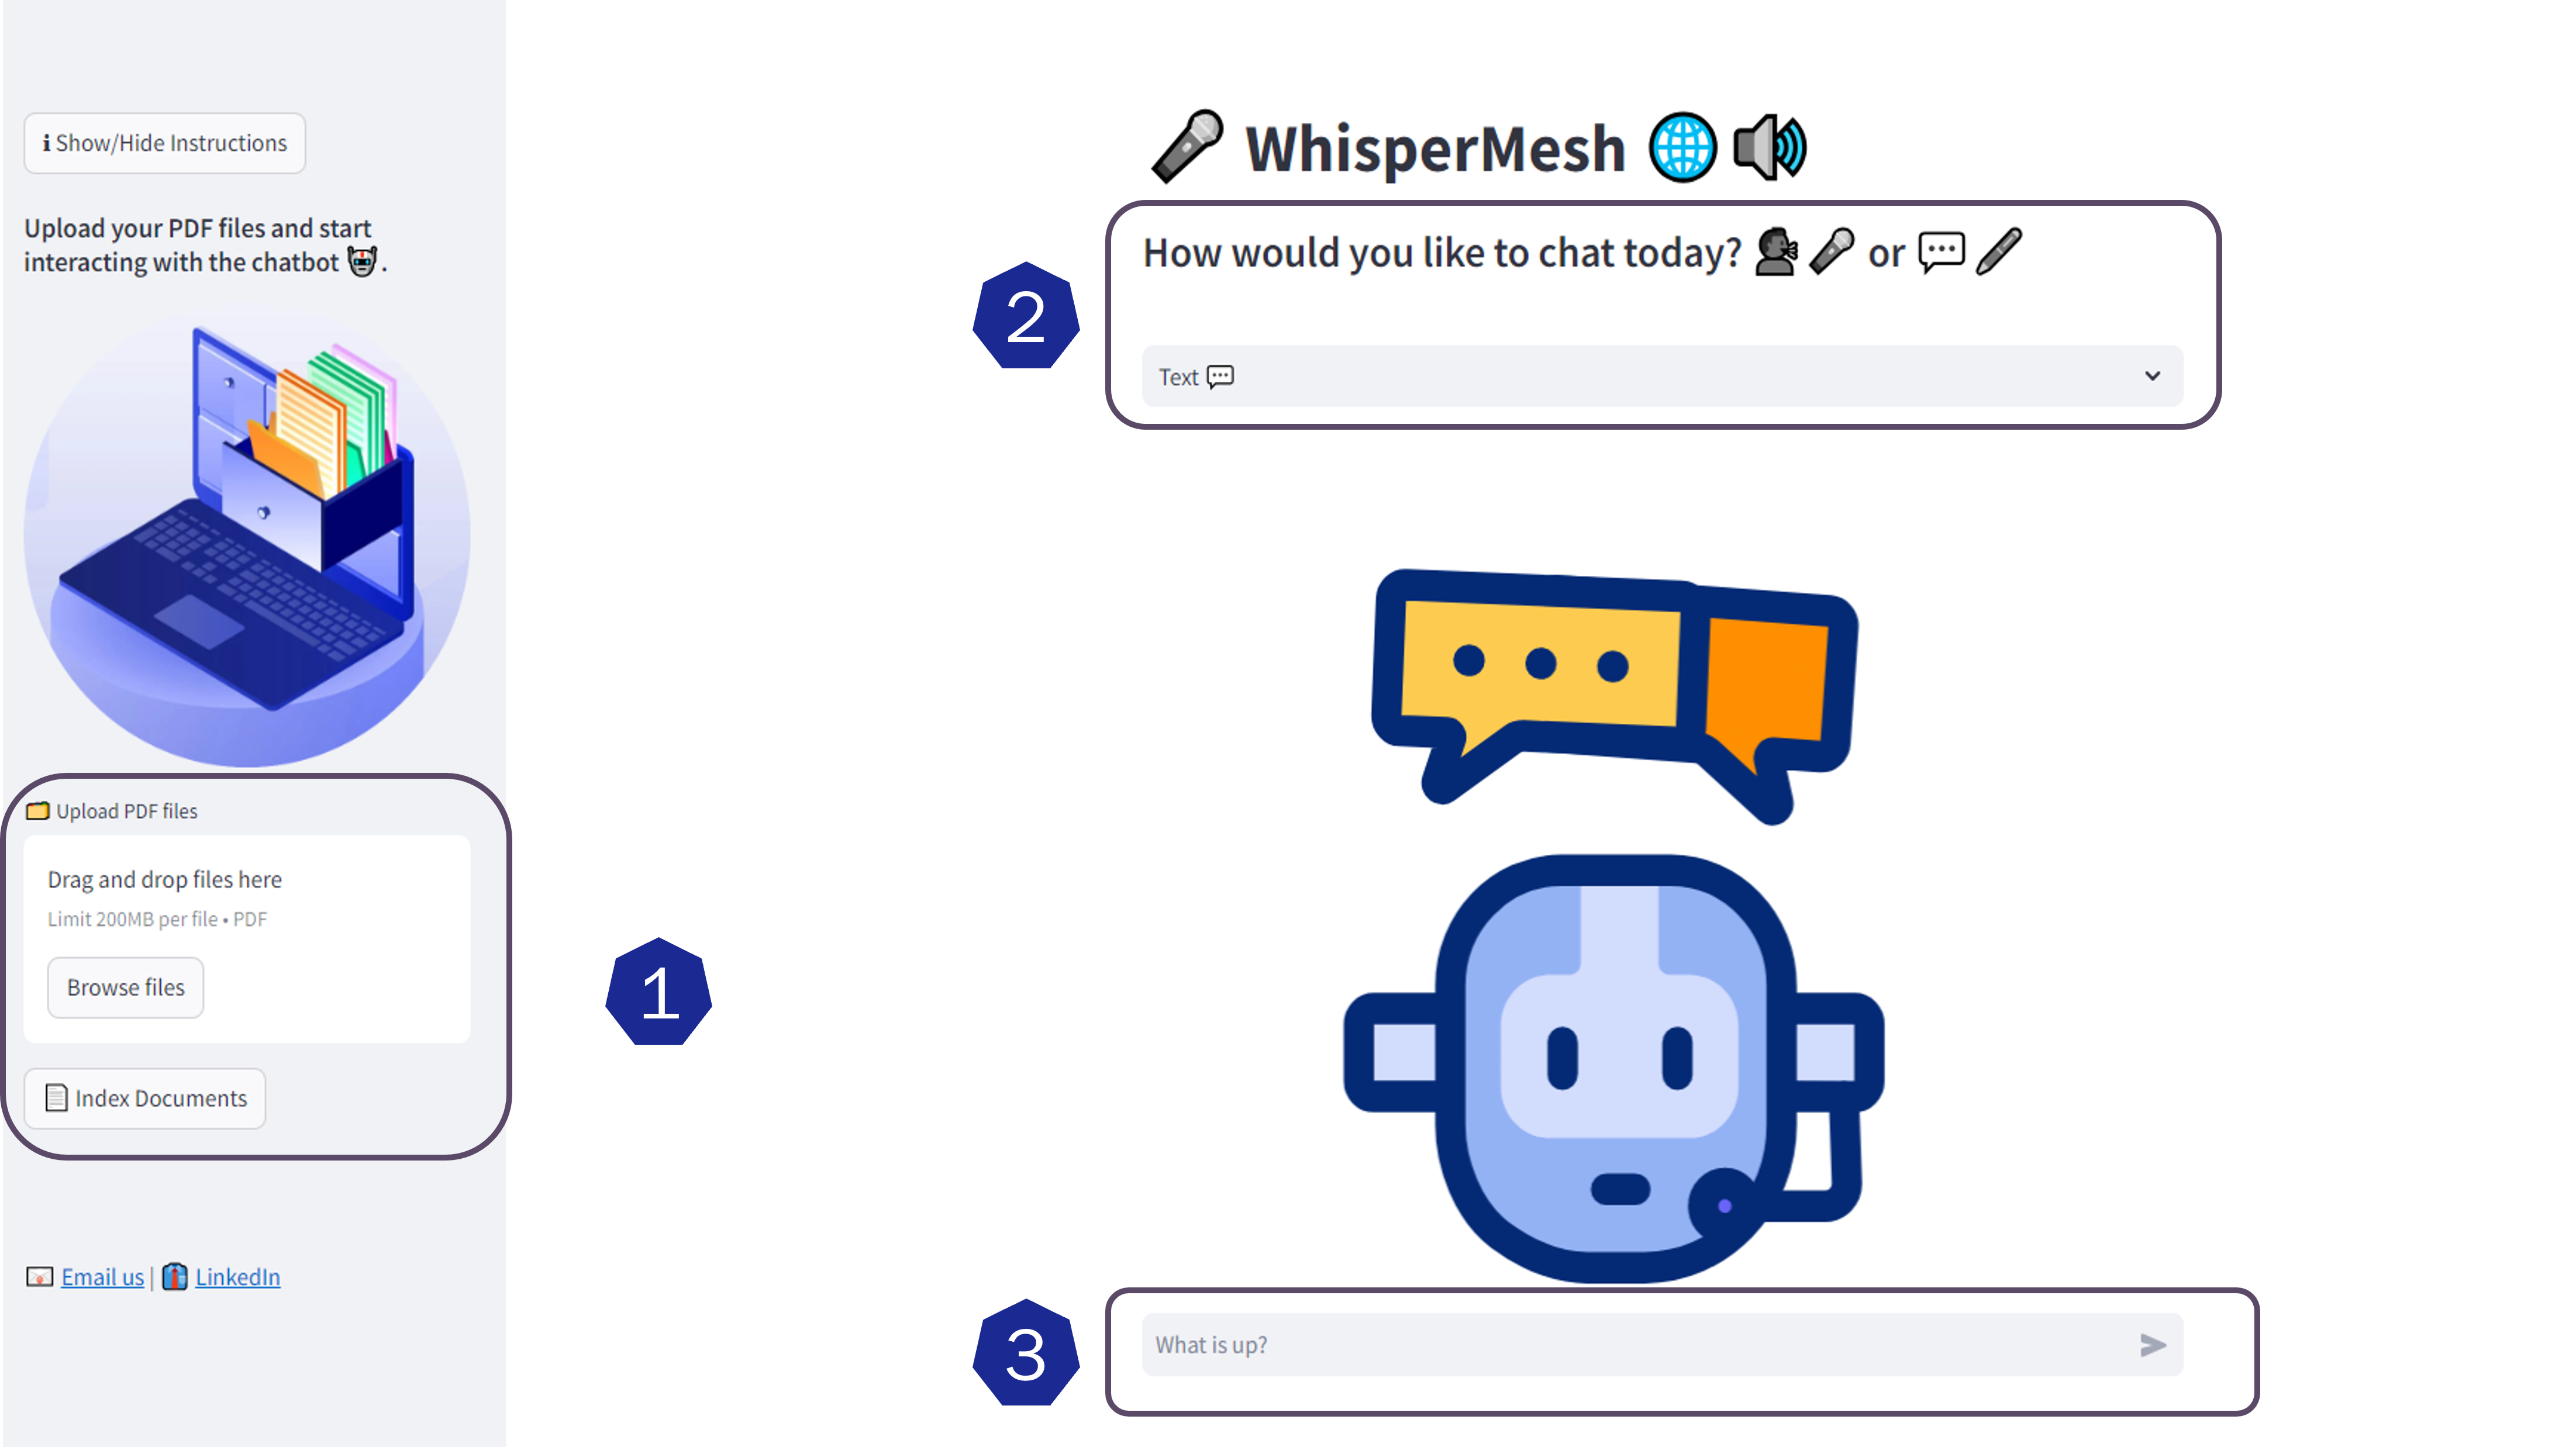 ℹ Show/Hide Instructions
Upload your PDF files and start
interacting with the chatbot 🤖.
🗂️ Upload PDF files
Drag and drop files here
Limit 200MB per file • PDF
Browse files
📄 Index Documents
📧 Email us | 👔 LinkedIn
1
🎤 WhisperMesh 🌐 🔊
2
How would you like to chat today? 🗣️🎤 or 💬🖊️
Text 💬
3
What is up?